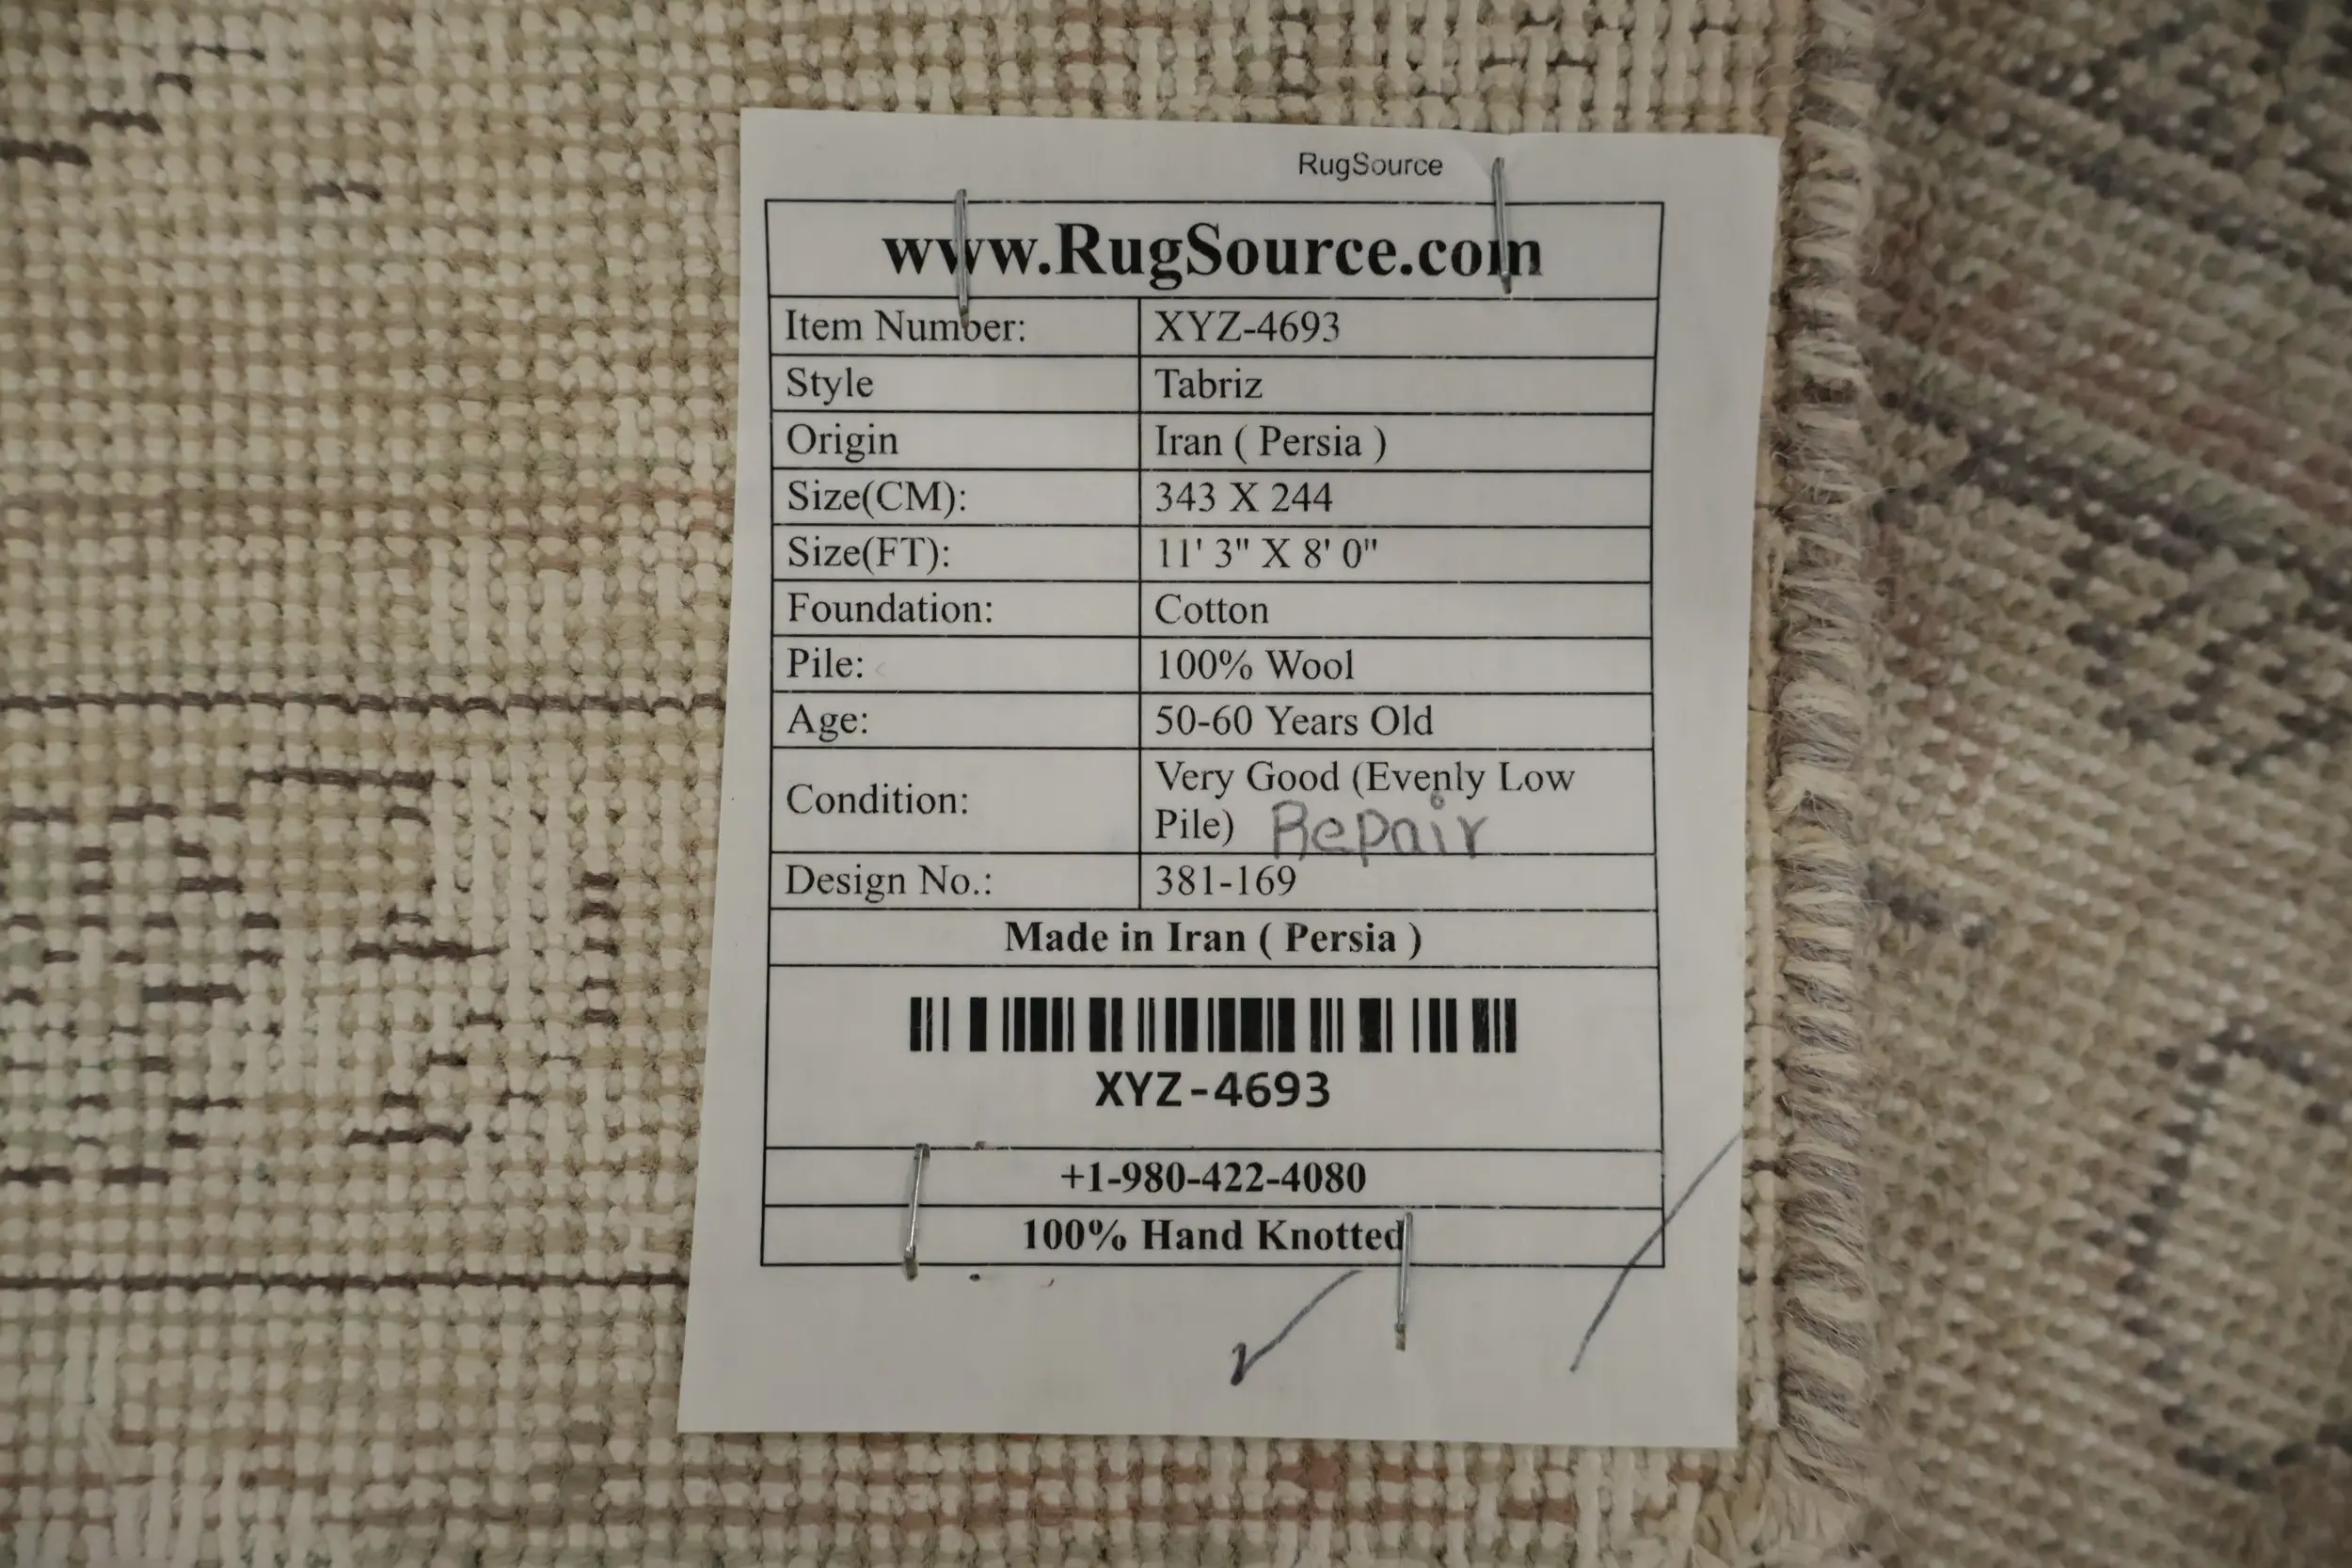 RugSource
www.RugSource.com
Item Number: XYZ-4693
Style Tabriz
Origin Iran ( Persia )
Size(CM): 343 X 244
Size(FT): 11' 3" X 8' 0"
Foundation: Cotton
Pile: 100% Wool
Age: 50-60 Years Old
Condition: Very Good (Evenly Low
Pile) Repair
Design No.: 381-169
Made in Iran ( Persia )
XYZ-4693
+1-980-422-4080
100% Hand Knotted